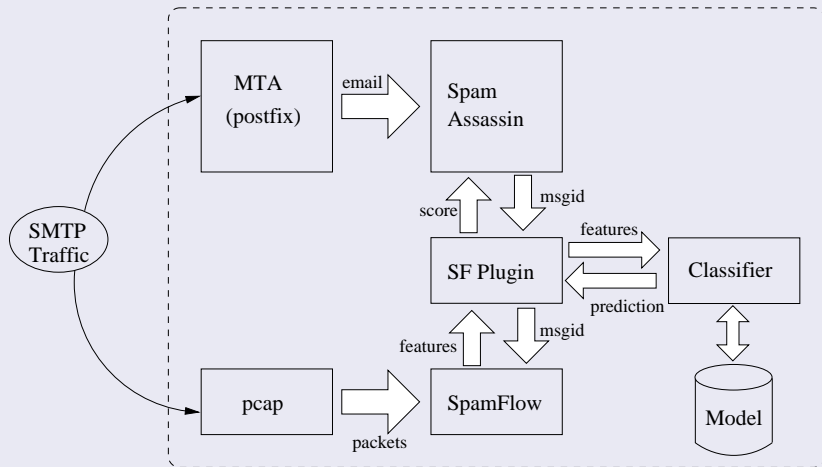 MTA
(postfix)
email
Spam
Assassin
score
msgid
SMTP
Traffic
features
SF Plugin
Classifier
prediction
features
msgid
pcap
packets
SpamFlow
Model